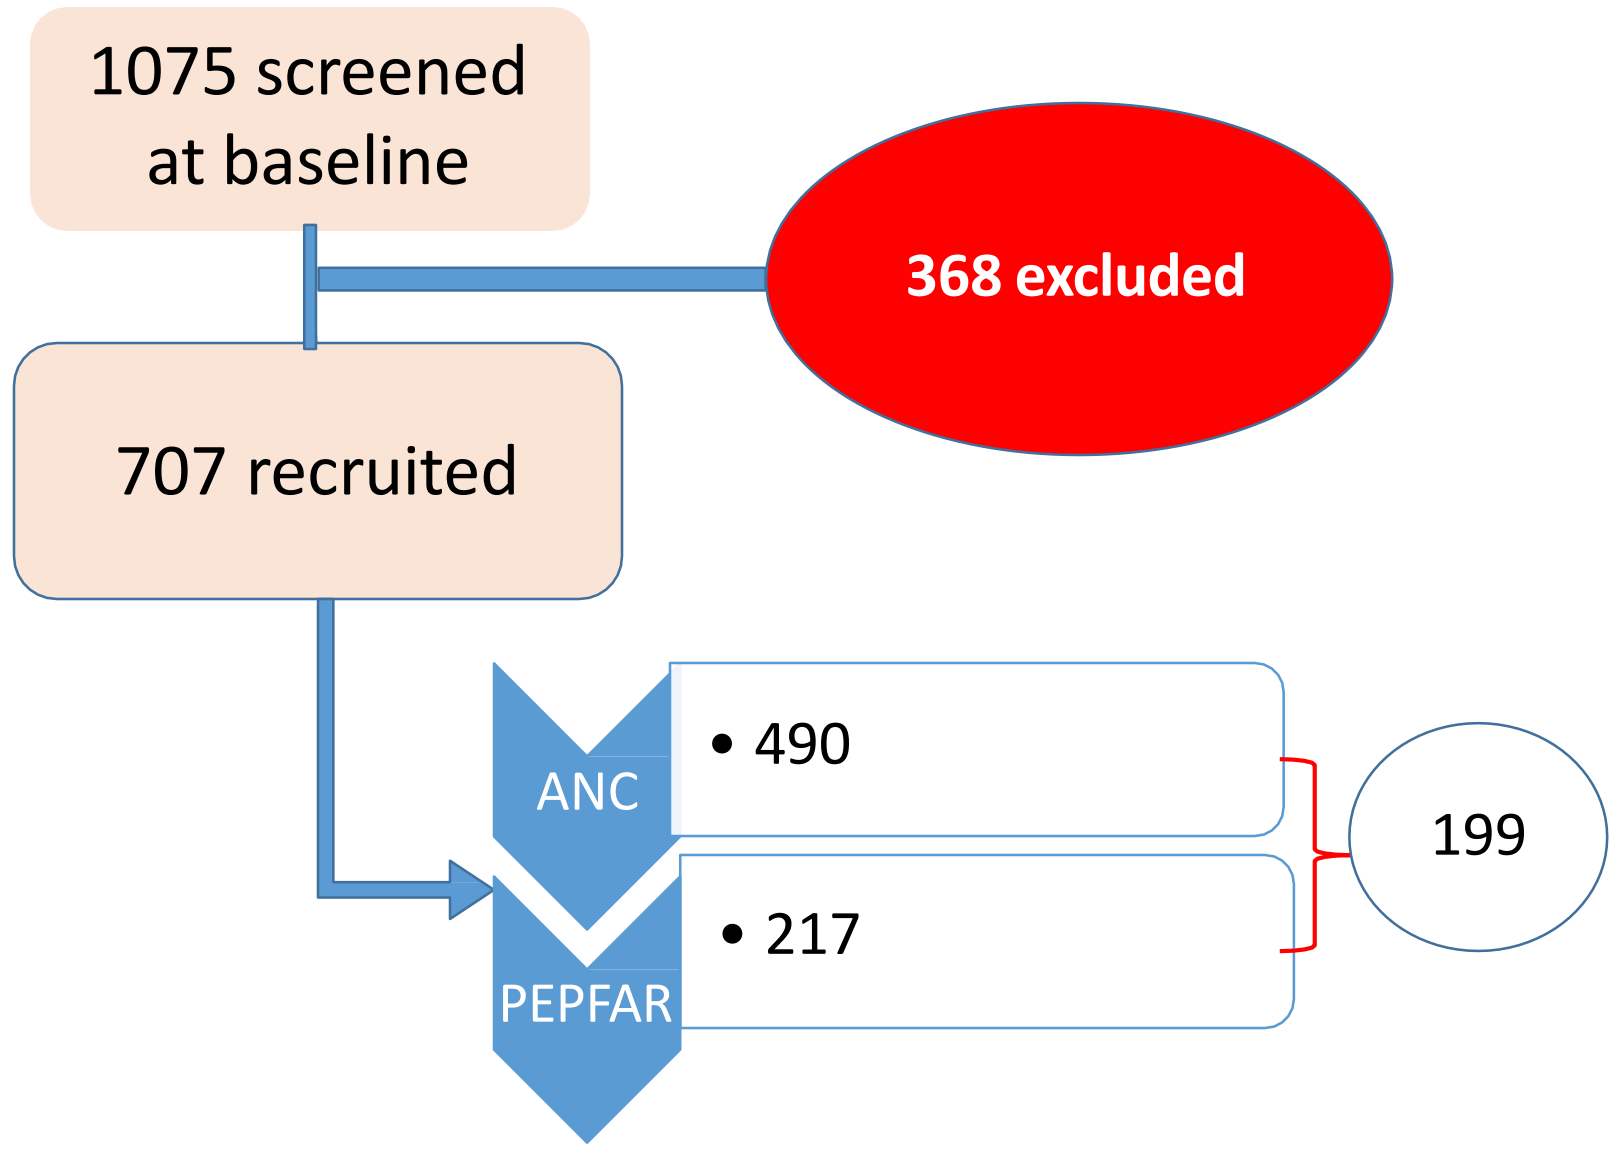 1075 screened
at baseline
368 excluded
707 recruited
ANC
• 490
PEPFAR
• 217
199